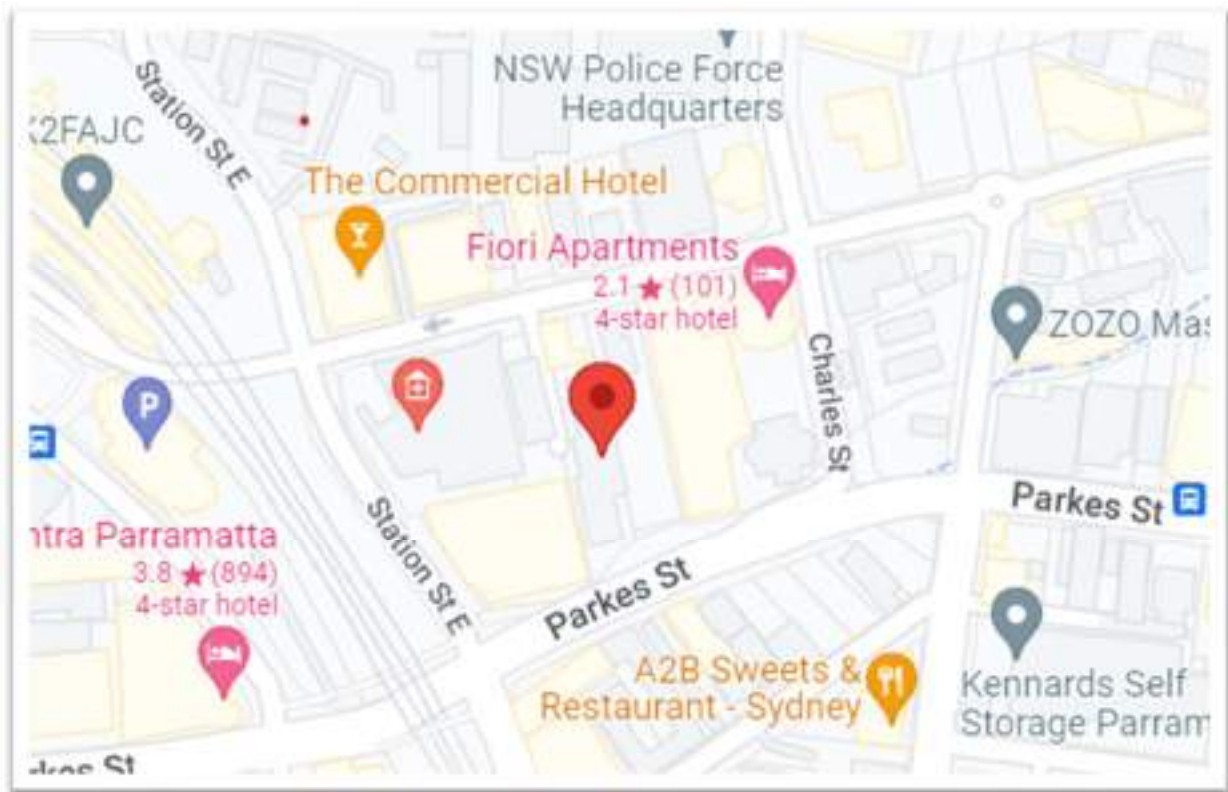 NSW Police Force
Headquarters
Station St E
K2FAJC
The Commercial Hotel
Fiori Apartments
2.1 ★ (101)
4-star hotel
ZOZO Mas
Charles St
P
Parkes St
Station St E
ntra Parramatta
3.8 ★ (894)
4-star hotel
Parkes St
A2B Sweets &
Restaurant - Sydney
Kennards Self
Storage Parram
rkes St